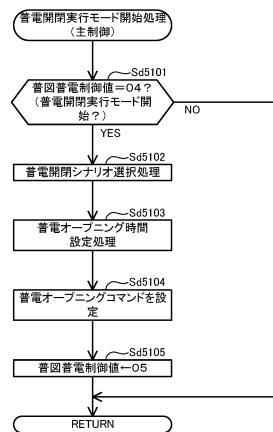 普電開閉実行モード開始処理
(主制御)
Sd5101
普図普電制御値＝04？
(普電開閉実行モード開
始？)
NO
YES
Sd5102
普電開閉シナリオ選択処理
Sd5103
普電オープニング時間
設定処理
Sd5104
普電オープニングコマンドを設
定
Sd5105
普図普電制御値←05
RETURN